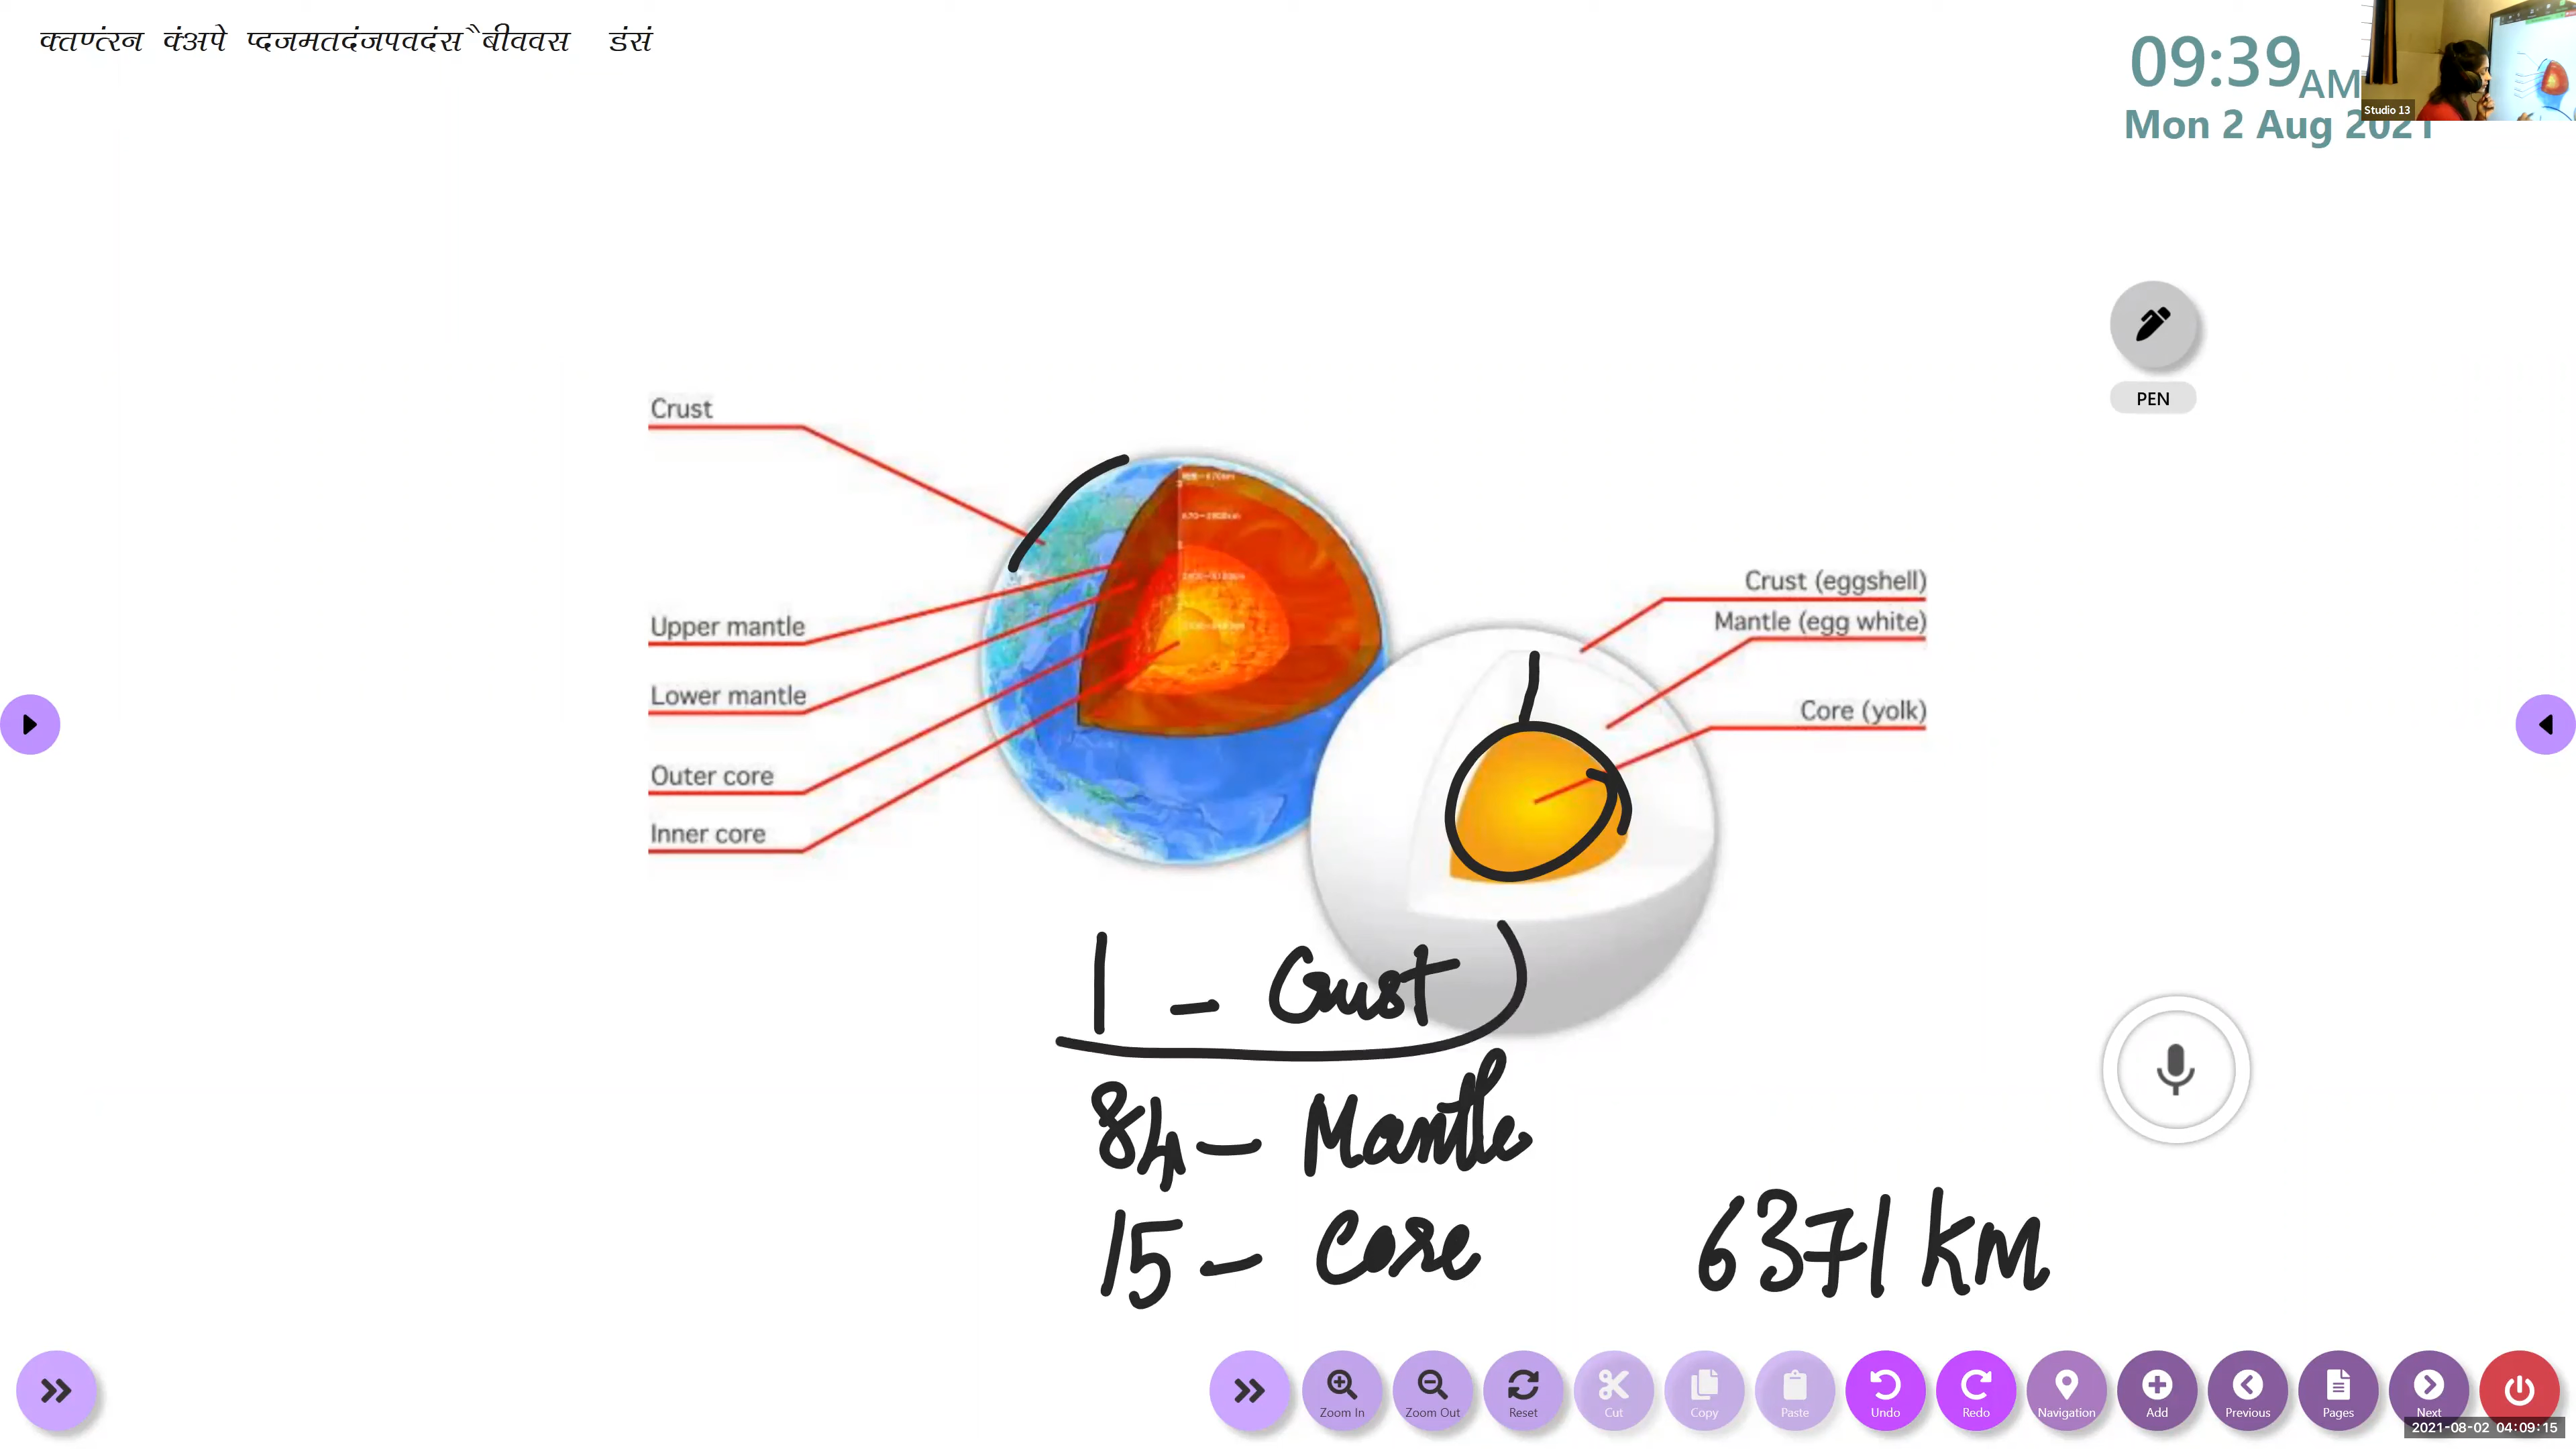 क्तण्ंरन कंअपे प्दजमतदंजपवदंस ैबीववस डंसं
09:39 AM
Mon 2 Aug 2021
Studio 13
PEN
Crust
Upper mantle
Lower mantle
Outer core
Inner core
Crust (eggshell)
Mantle (egg white)
Core (yolk)
1 - Crust
84 - Mantle
15 - Core
6371 km
Zoom In
Zoom Out
Reset
Cut
Copy
Paste
Undo
Redo
Navigation
Add
Previous
Pages
Next
2021-08-02 04:09:15